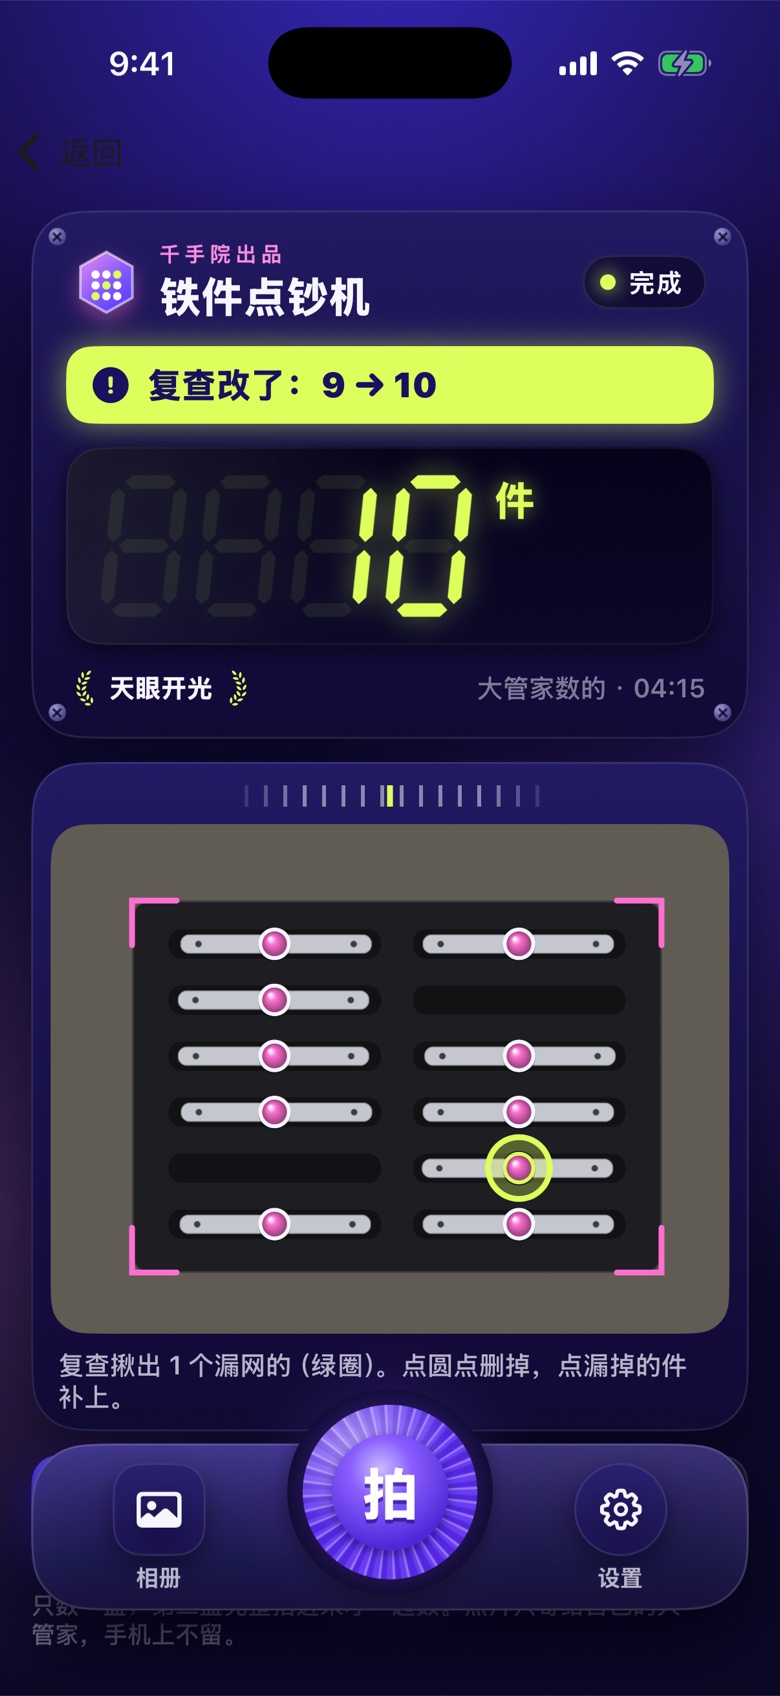 9:41
返回
千手院出品
铁件点钞机
完成
复查改了：9 → 10
10 件
天眼开光
大管家数的 · 04:15
复查揪出 1 个漏网的（绿圈）。点圆点删掉，点漏掉的件
补上。
拍
相册
设置
管家，手机上不留。